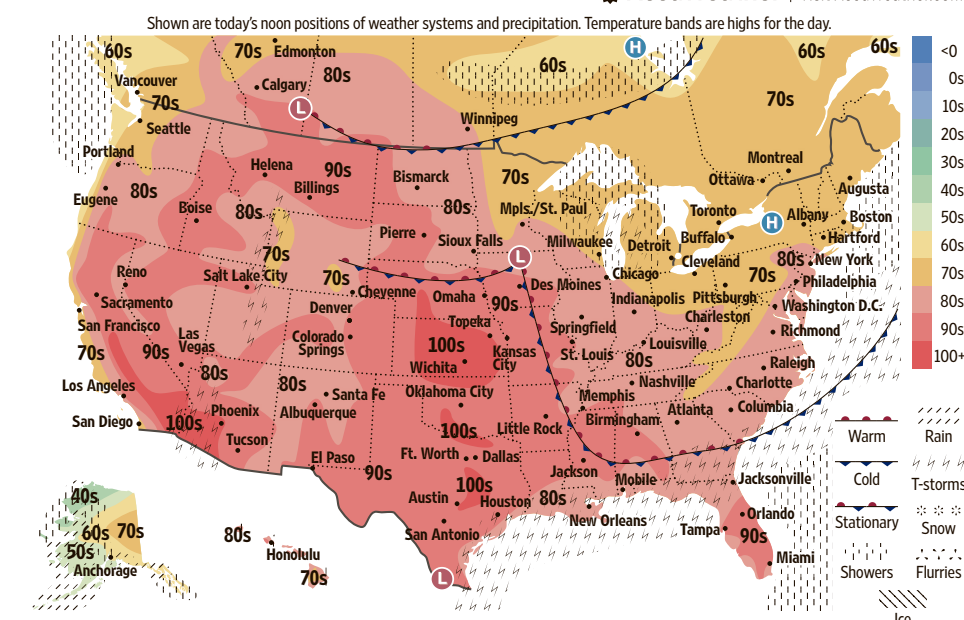 Shown are today's noon positions of weather systems and precipitation. Temperature bands are highs for the day.
60s
70s
Edmonton
80s
H
60s
60s
60s
<0
0s
10s
20s
30s
40s
50s
60s
70s
80s
90s
100+
Vancouver
70s
Calgary
L
70s
Seattle
Winnipeg
Portland
Helena
90s
Billings
Bismarck
70s
Montreal
Ottawa
Eugene
80s
Boise
80s
80s
Mpls./St. Paul
Augusta
Toronto
H
Albany
Boston
Pierre
Sioux Falls
Milwaukee
Detroit
Buffalo
Hartford
70s
L
Cleveland
80s
New York
Reno
Salt Lake City
70s
Cheyenne
Omaha
90s
Des Moines
Chicago
70s
Philadelphia
Sacramento
Denver
Indianapolis
Pittsburgh
Washington D.C.
San Francisco
Las
Vegas
Colorado
Springs
Topeka
Springfield
Charleston
Richmond
70s
90s
80s
100s
Wichita
Kansas
City
St. Louis
80s
Louisville
Raleigh
Los Angeles
80s
Santa Fe
Oklahoma City
Nashville
Charlotte
Memphis
San Diego
100s
Phoenix
Albuquerque
100s
Little Rock
Birmingham
Atlanta
Columbia
Tucson
El Paso
90s
Ft. Worth
Dallas
Jackson
100s
Austin
Houston
80s
Mobile
Jacksonville
New Orleans
San Antonio
Orlando
Tampa
90s
Miami
L
40s
60s
70s
50s
Anchorage
80s
Honolulu
70s
Warm
Rain
Cold
T-storms
Stationary
Snow
Showers
Flurries
Ice